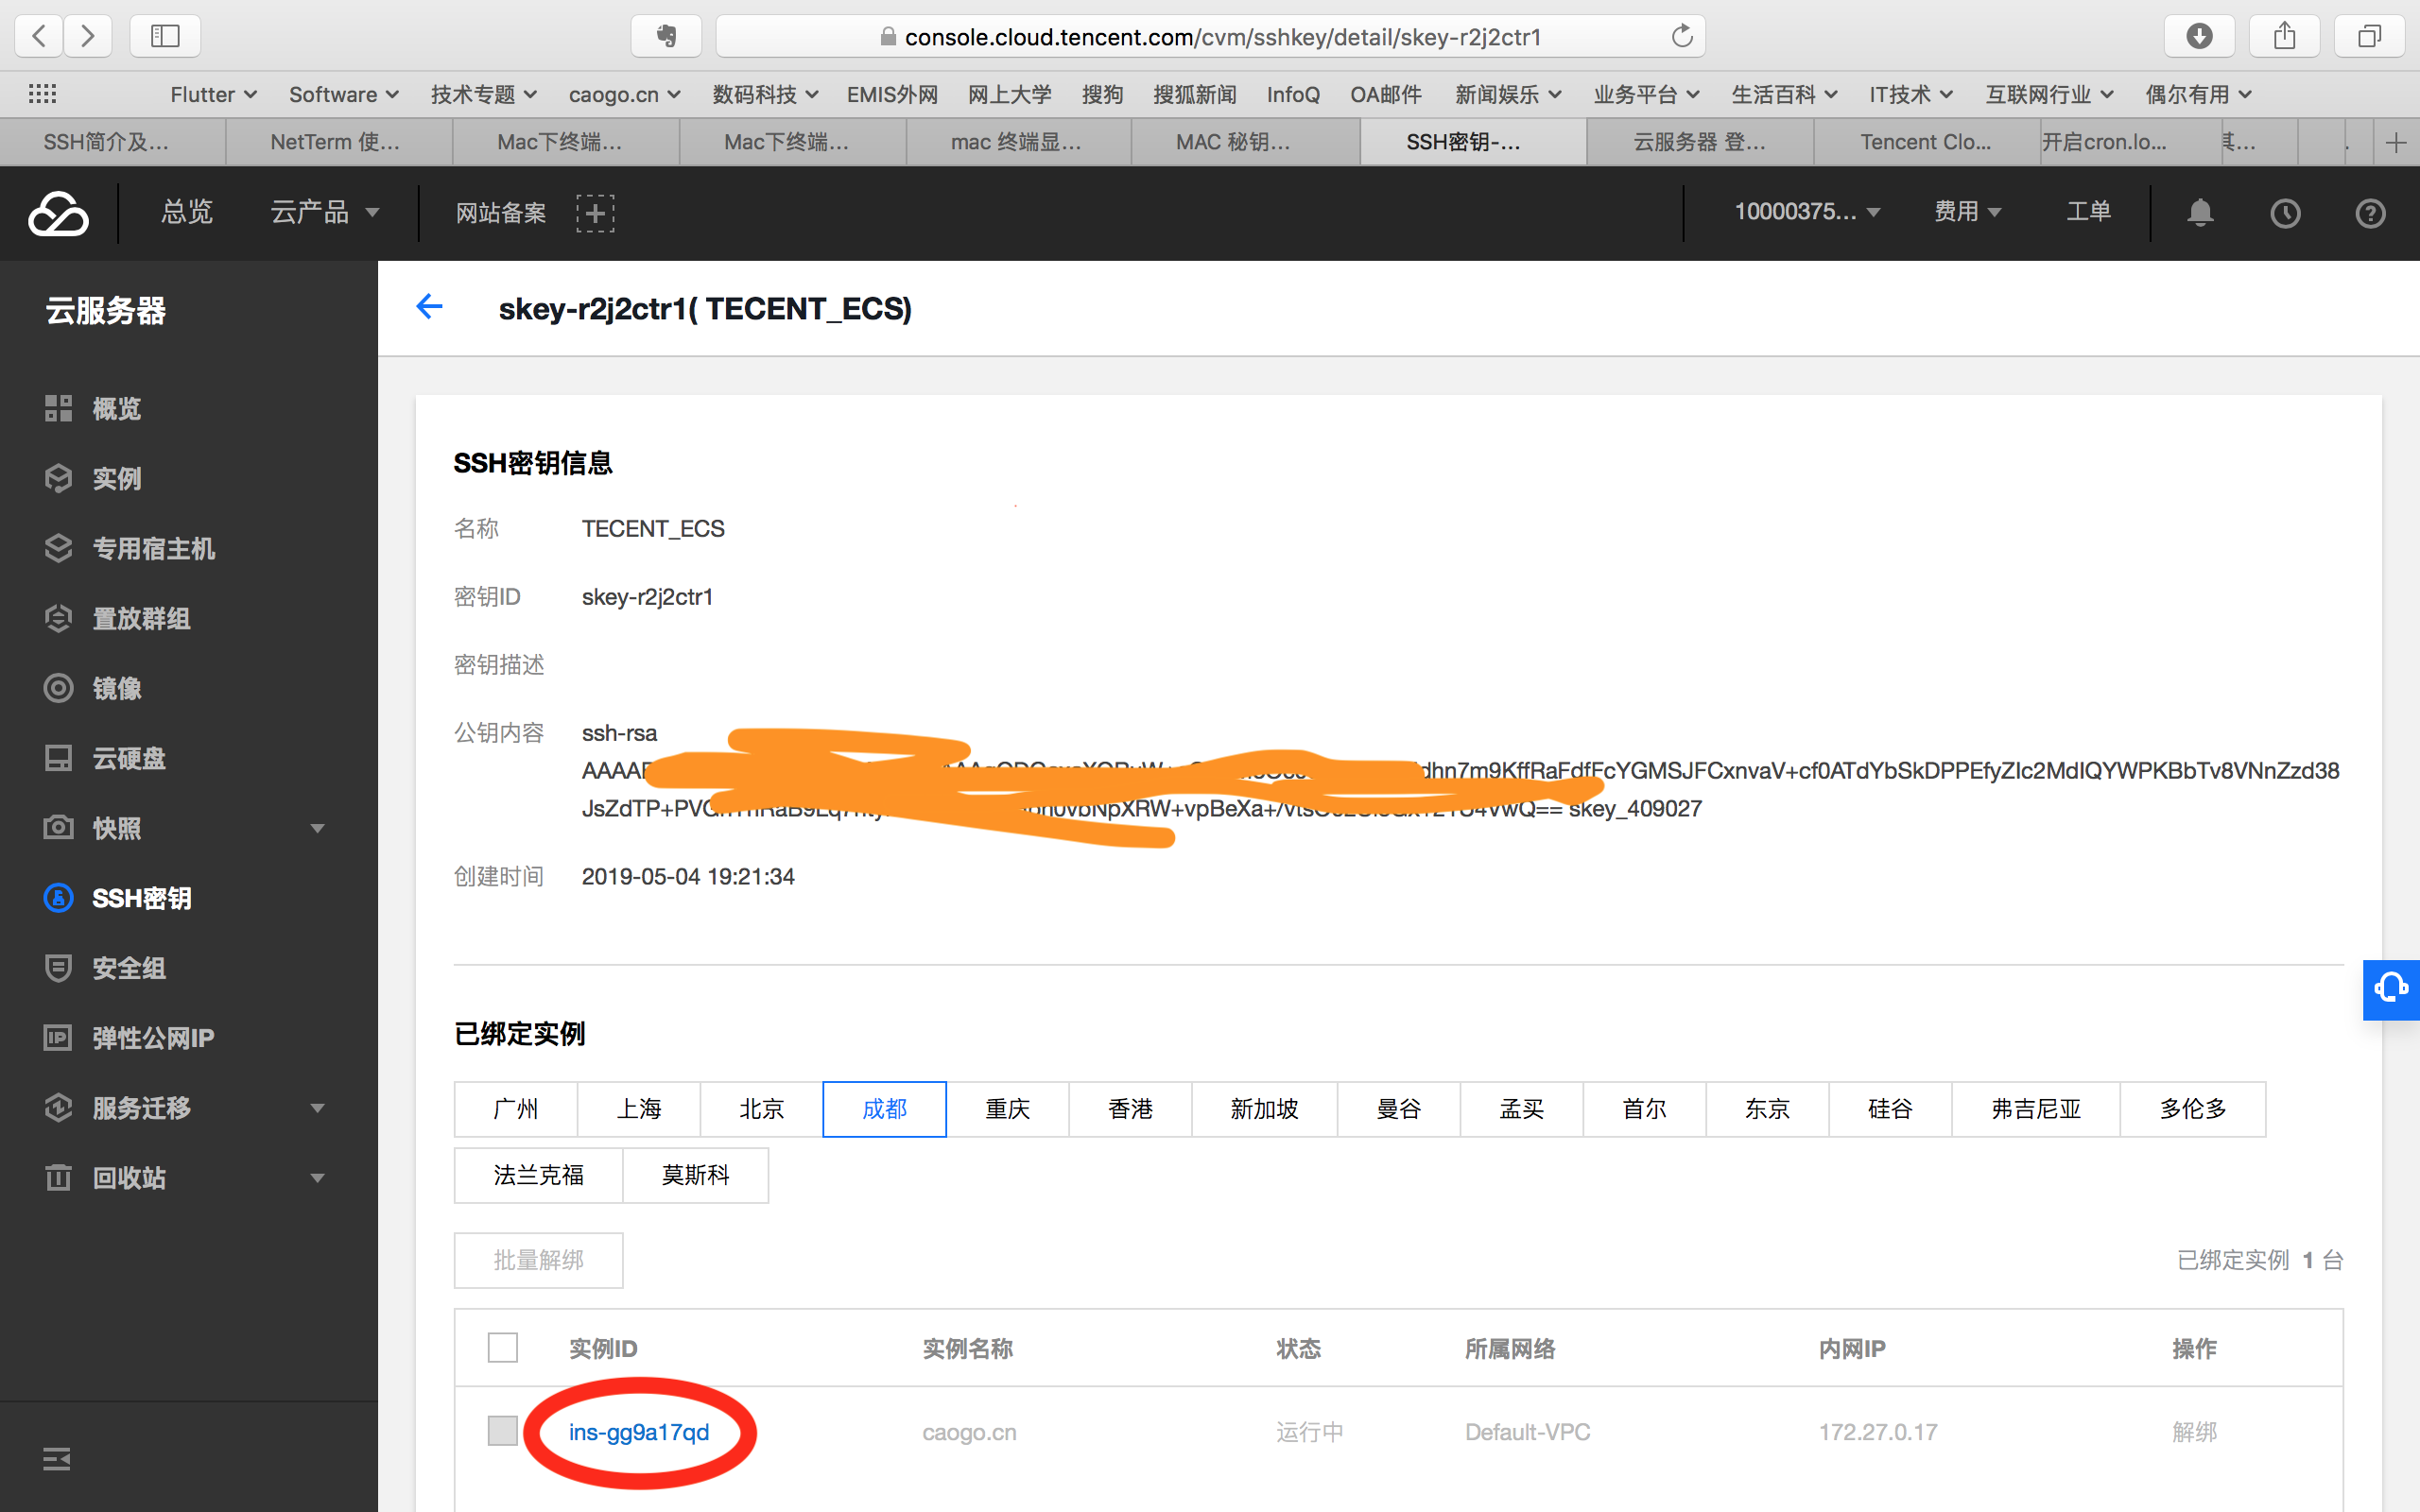 console.cloud.tencent.com/cvm/sshkey/detail/skey-r2j2ctr1
Flutter Software 技术专题 caogo.cn 数码科技 EMIS外网 网上大学 搜狗 搜狐新闻 InfoQ OA邮件 新闻娱乐 业务平台 生活百科 IT技术 互联网行业 偶尔有用
SSH简介及... NetTerm 使... Mac下终端... Mac下终端... mac 终端显... MAC 秘钥... SSH密钥-... 云服务器 登... Tencent Clo... 开启cron.lo...
总览 云产品 网站备案 10000375... 费用 工单
云服务器
概览
实例
专用宿主机
置放群组
镜像
云硬盘
快照
SSH密钥
安全组
弹性公网IP
服务迁移
回收站
skey-r2j2ctr1( TECENT_ECS)
SSH密钥信息
名称 TECENT_ECS
密钥ID skey-r2j2ctr1
密钥描述
公钥内容 ssh-rsa
dhn7m9KffRaFdfFcYGMSJFCxnvaV+cf0ATdYbSkDPPEfyZIc2MdIQYWPKBbTv8VNnZzd38
JsZdTP+PV skey_409027
创建时间 2019-05-04 19:21:34
已绑定实例
广州 上海 北京 成都 重庆 香港 新加坡 曼谷 孟买 首尔 东京 硅谷 弗吉尼亚 多伦多
法兰克福 莫斯科
批量解绑 已绑定实例 1 台
实例ID 实例名称 状态 所属网络 内网IP 操作
ins-gg9a17qd caogo.cn 运行中 Default-VPC 172.27.0.17 解绑